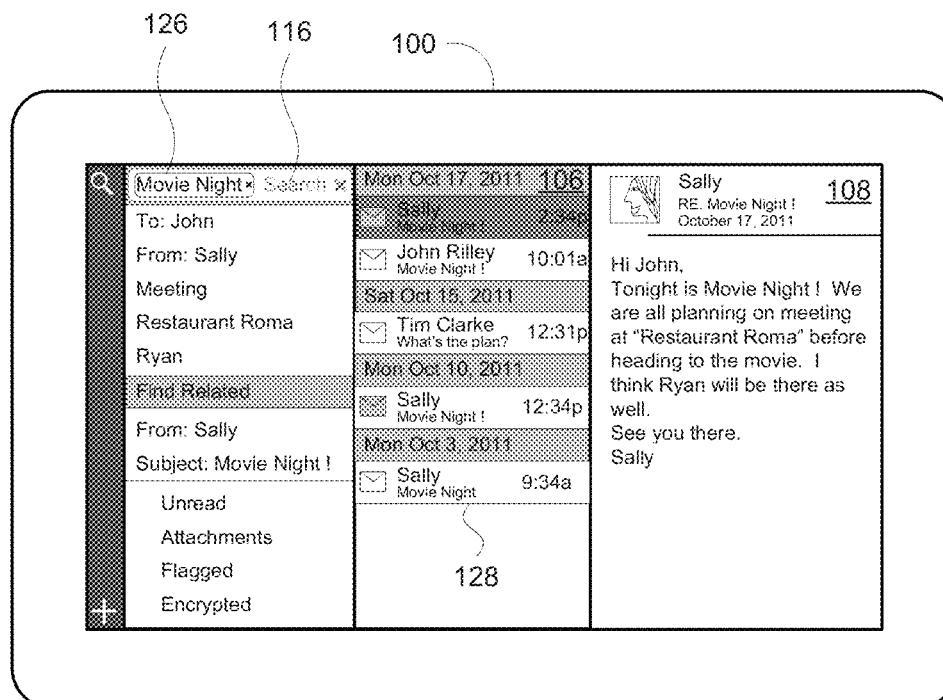 126
116
100
Movie Night × Search ×
To: John
From: Sally
Meeting
Restaurant Roma
Ryan
Find Related
From: Sally
Subject: Movie Night !
Unread
Attachments
Flagged
Encrypted
Mon Oct 17, 2011 106
Sally
Movie Night ! 2:34p
John Rilley
Movie Night ! 10:01a
Sat Oct 15, 2011
Tim Clarke
What's the plan? 12:31p
Mon Oct 10, 2011
Sally
Movie Night ! 12:34p
Mon Oct 3, 2011
Sally
Movie Night 9:34a
128
Sally
RE. Movie Night !
October 17, 2011
108
Hi John,
Tonight is Movie Night ! We
are all planning on meeting
at “Restaurant Roma” before
heading to the movie. I
think Ryan will be there as
well.
See you there.
Sally